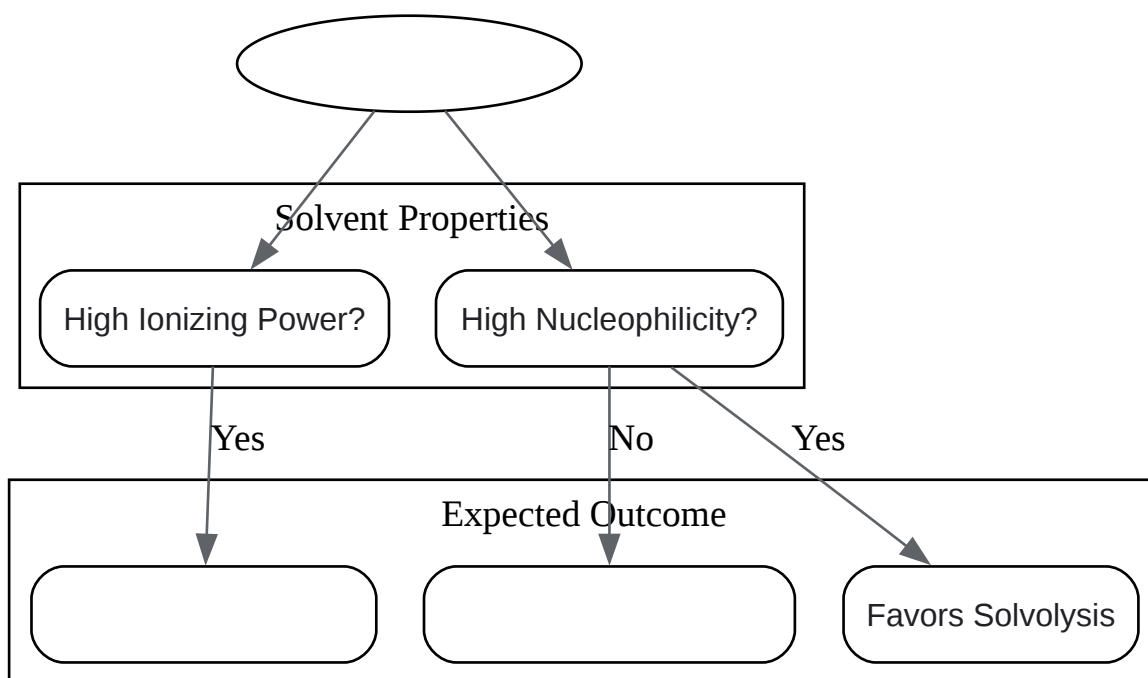 Solvent Properties
High Ionizing Power?
High Nucleophilicity?
Yes
No
Yes
Expected Outcome
Favors Solvolysis